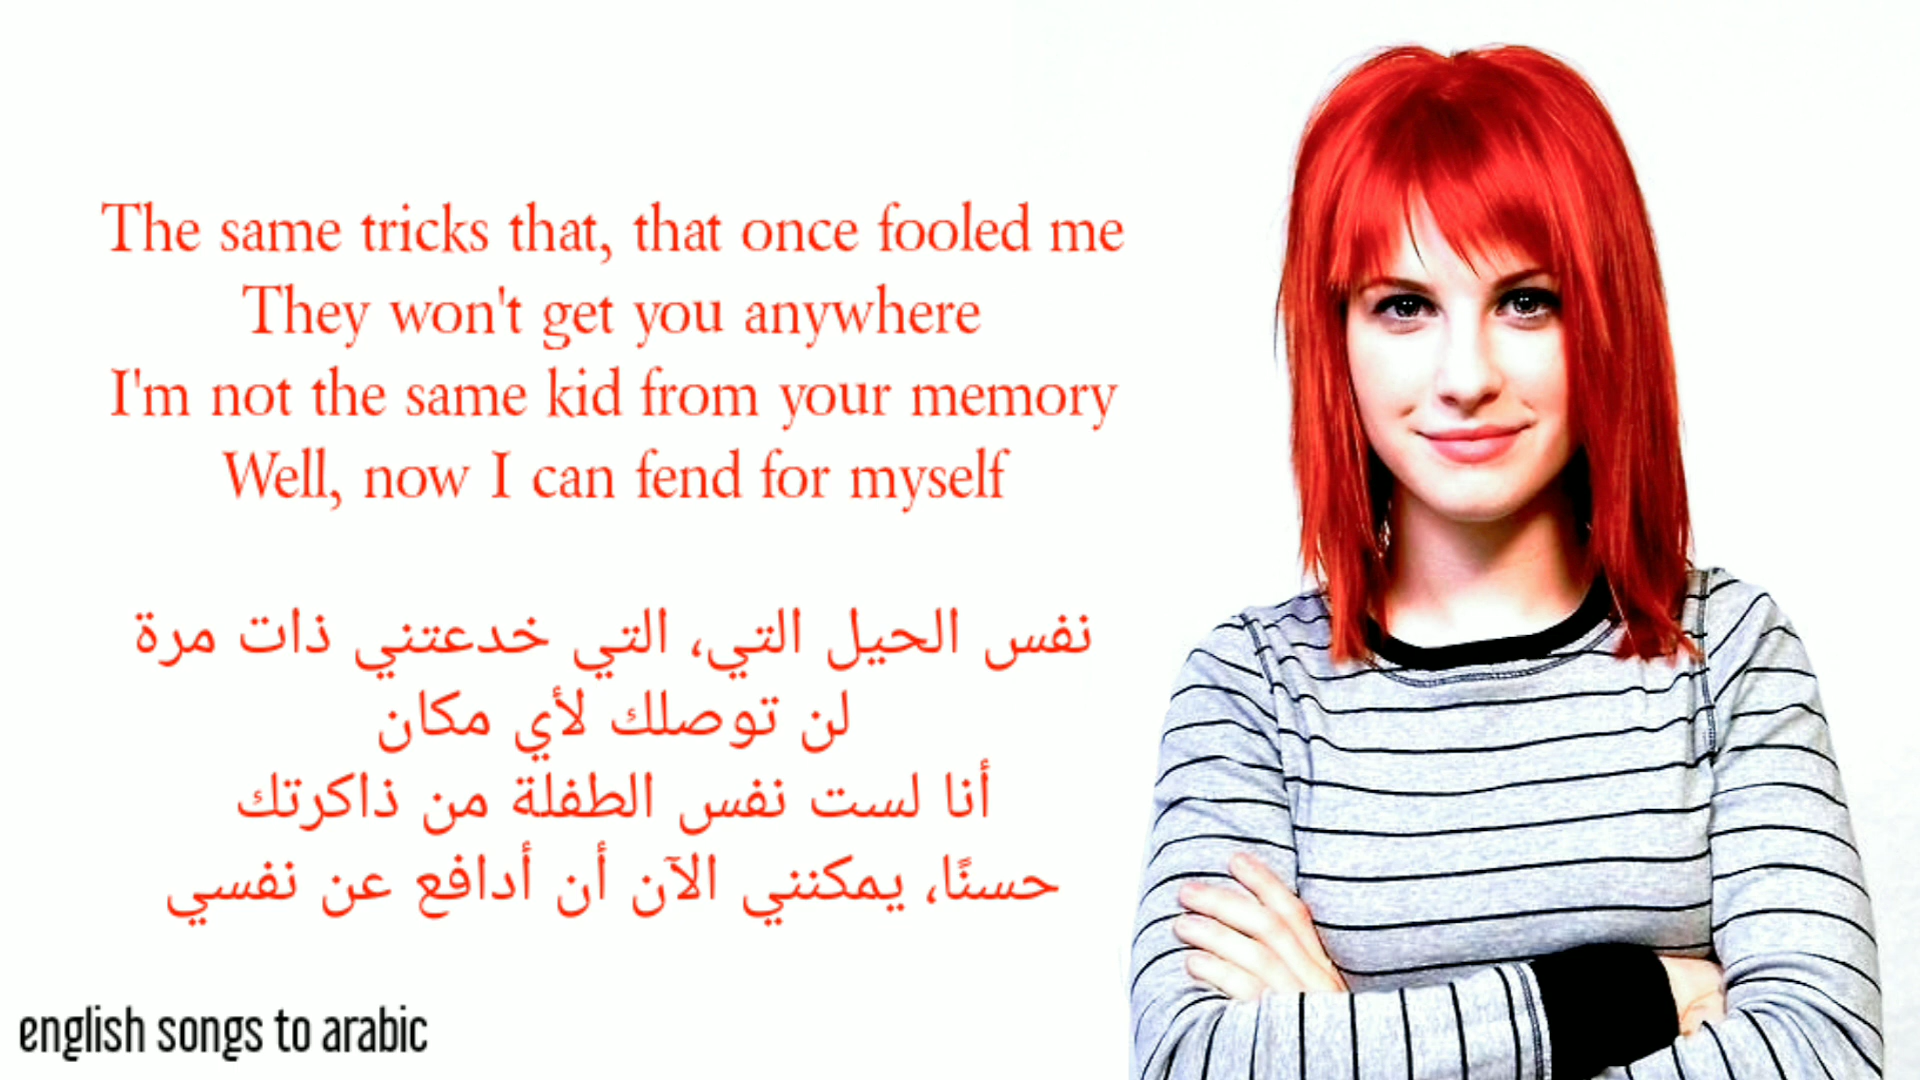 The same tricks that, that once fooled me
They won't get you anywhere
I'm not the same kid from your memory
Well, now I can fend for myself
نفس الحيل التي، التي خدعتني ذات مرة
لن توصلك لأي مكان
أنا لست نفس الطفلة من ذاكرتك
حسنًا، يمكنني الآن أن أدافع عن نفسي
english songs to arabic